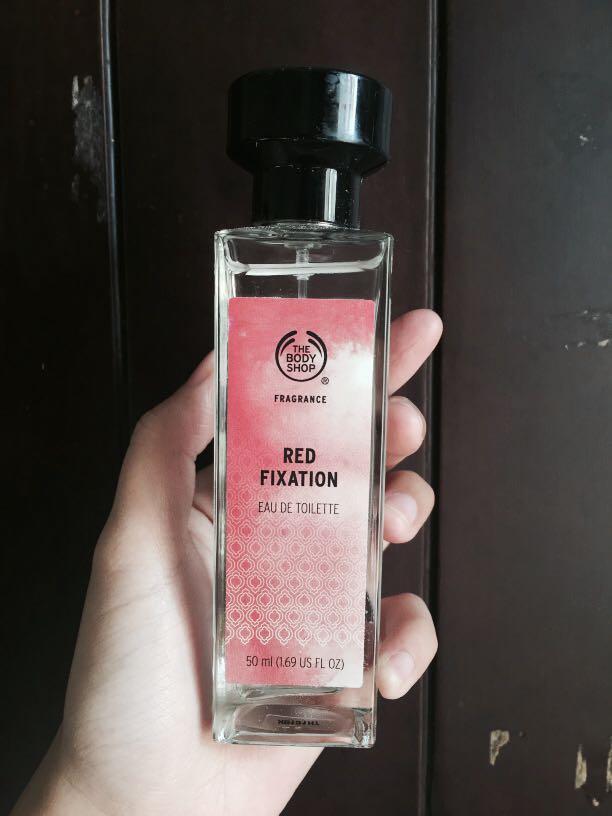 THE
BODY
SHOP
®
FRAGRANCE
RED
FIXATION
EAU DE TOILETTE
50 ml (1.69 US FL OZ)